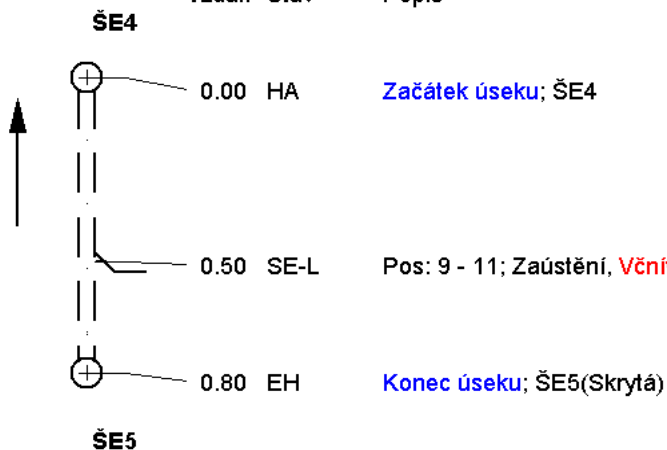 ŠE4
0.00 HA Začátek úseku; ŠE4
0.50 SE-L Pos: 9 - 11; Zaústění,
0.80 EH Konec úseku; ŠE5(Skrytá)
ŠE5